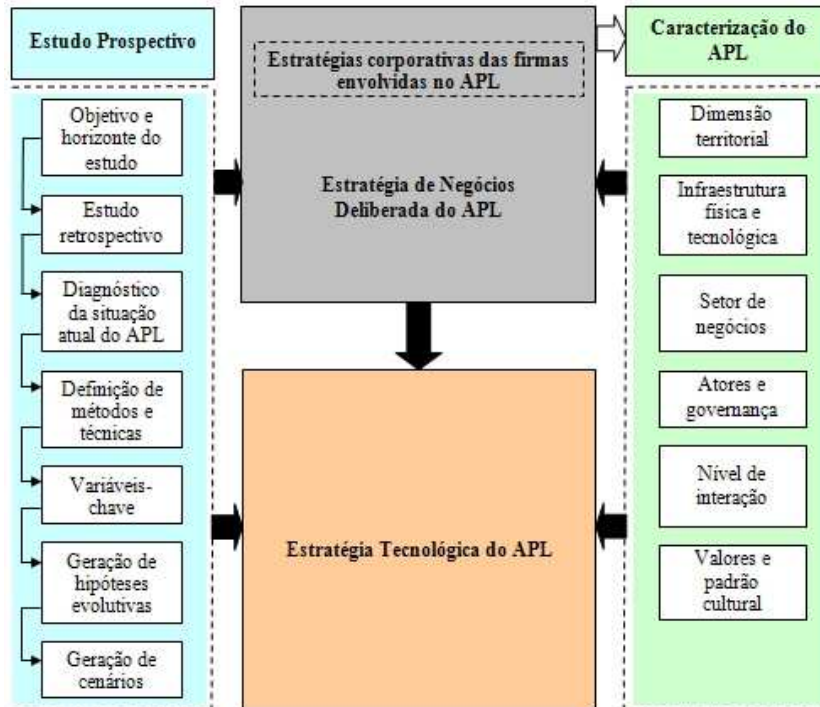 Estudo Prospectivo
Objetivo e
horizonte do
estudo
Estudo
retrospectivo
Diagnóstico
da situação
atual do APL
Definição de
métodos e
técnicas
Variáveis-
chave
Geração de
hipóteses
evolutivas
Geração de
cenários
Estratégias corporativas das firmas
envolvidas no APL
Estratégia de Negócios
Deliberada do APL
Estratégia Tecnológica do APL
Caracterização do
APL
Dimensão
territorial
Infraestrutura
física e
tecnológica
Setor de
negócios
Atores e
governança
Nível de
interação
Valores e
padrão
cultural